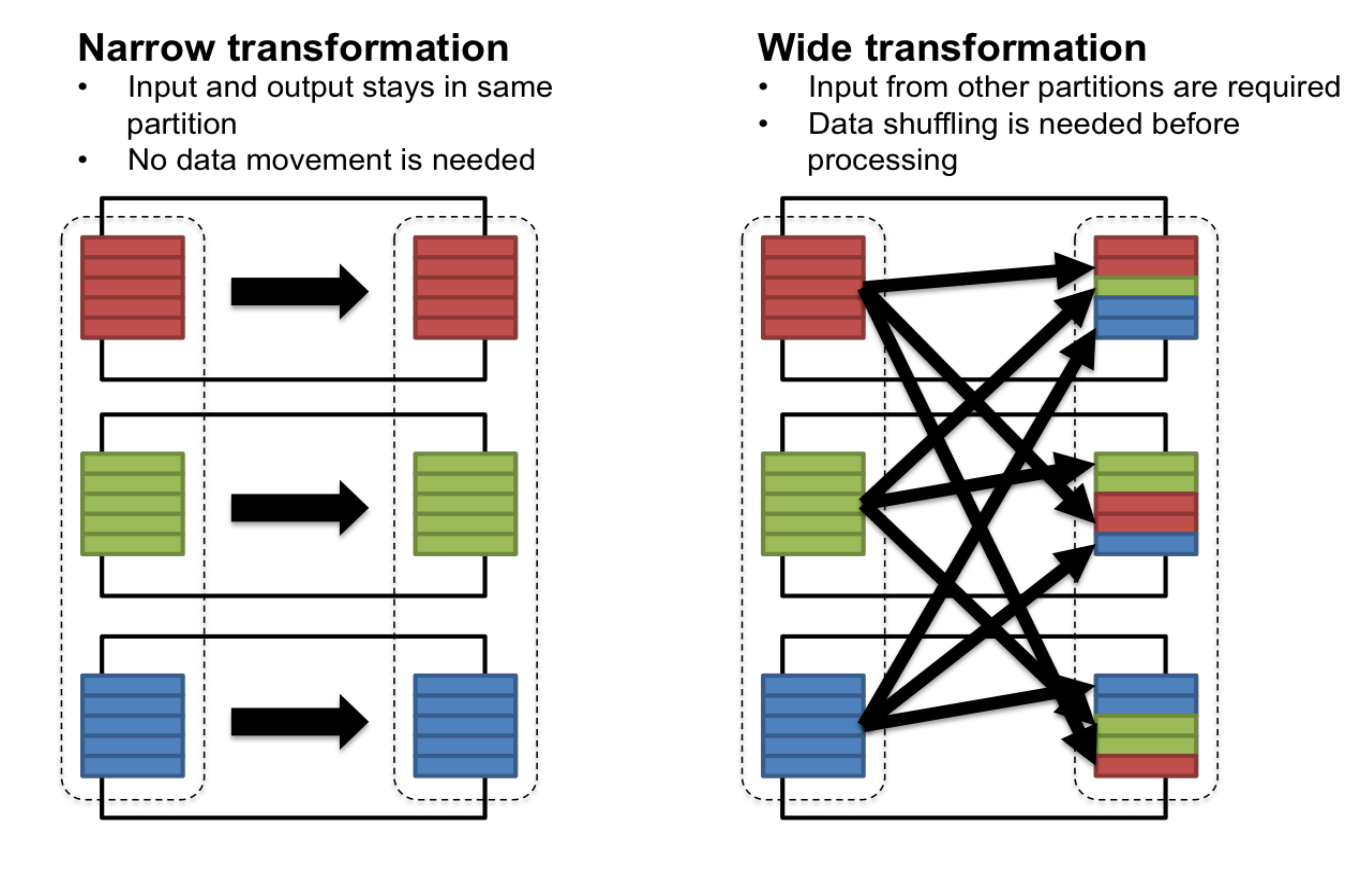 Narrow transformation
• Input and output stays in same
partition
• No data movement is needed
Wide transformation
• Input from other partitions are required
• Data shuffling is needed before
processing